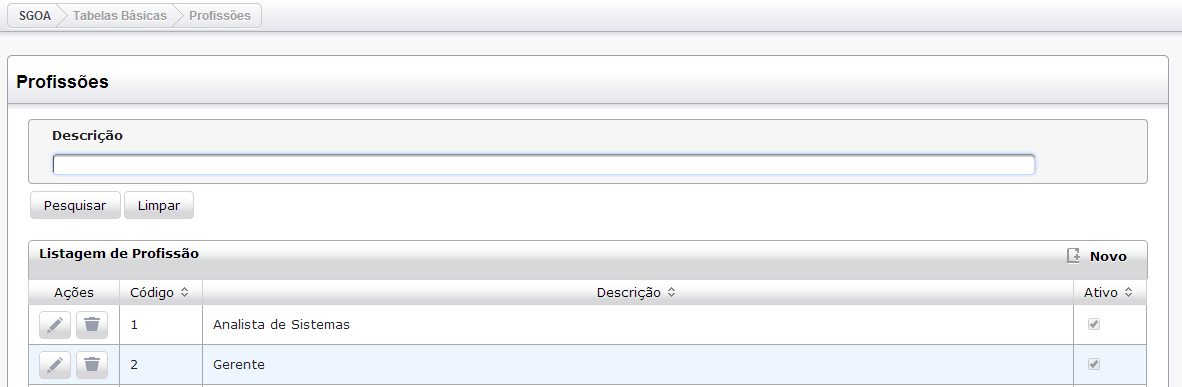 SGOA Tabelas Básicas Profissões
Profissões
Descrição
Pesquisar Limpar
Listagem de Profissão Novo
Ações Código Descrição Ativo
1 Analista de Sistemas
2 Gerente